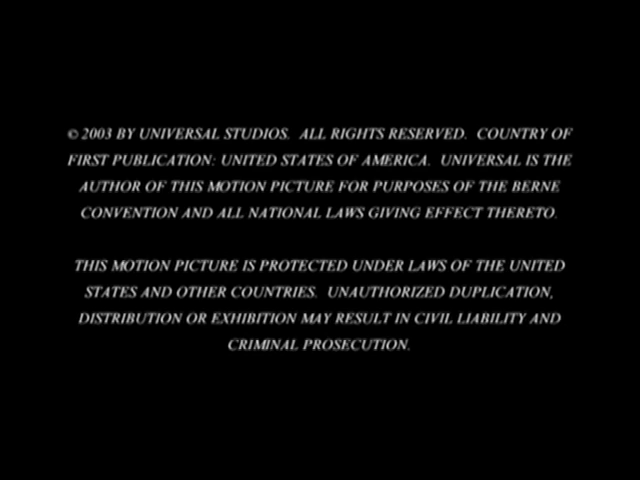 © 2003 BY UNIVERSAL STUDIOS. ALL RIGHTS RESERVED. COUNTRY OF
FIRST PUBLICATION: UNITED STATES OF AMERICA. UNIVERSAL IS THE
AUTHOR OF THIS MOTION PICTURE FOR PURPOSES OF THE BERNE
CONVENTION AND ALL NATIONAL LAWS GIVING EFFECT THERETO.
THIS MOTION PICTURE IS PROTECTED UNDER LAWS OF THE UNITED
STATES AND OTHER COUNTRIES. UNAUTHORIZED DUPLICATION,
DISTRIBUTION OR EXHIBITION MAY RESULT IN CIVIL LIABILITY AND
CRIMINAL PROSECUTION.